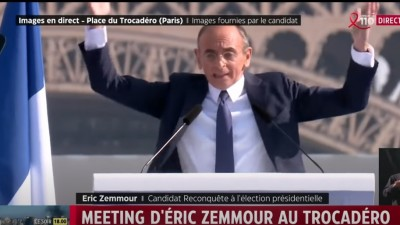 Images en direct - Place du Trocadéro (Paris) | Images fournies par le candidat
DIRECT
Eric Zemmour | Candidat Reconquête à l'élection présidentielle
MEETING D'ÉRIC ZEMMOUR AU TROCADÉRO